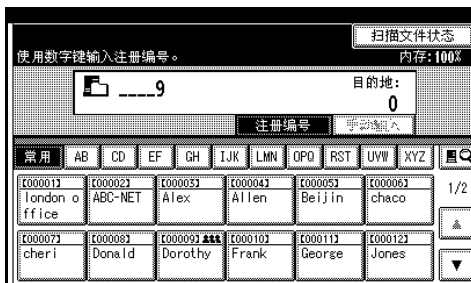 扫描文件状态
使用数字键输入注册编号。 内存:100%
____9 目的地:
0
注册编号 手动输入
常用 AB CD EF GH IJK LMN OPQ RST UVW XYZ
[00001] [00002] [00003] [00004] [00005] [00006]
london o ABC-NET Alex Allen Beijin chaco
ffice
1/2
[00007] [00008] [00009] [00010] [00011] [00012]
cheri Donald Dorothy Frank George Jones